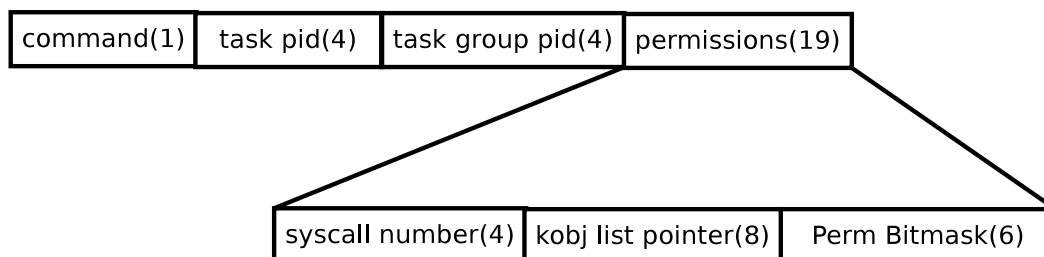 command(1) task pid(4) task group pid(4) permissions(19)
syscall number(4) kobj list pointer(8) Perm Bitmask(6)